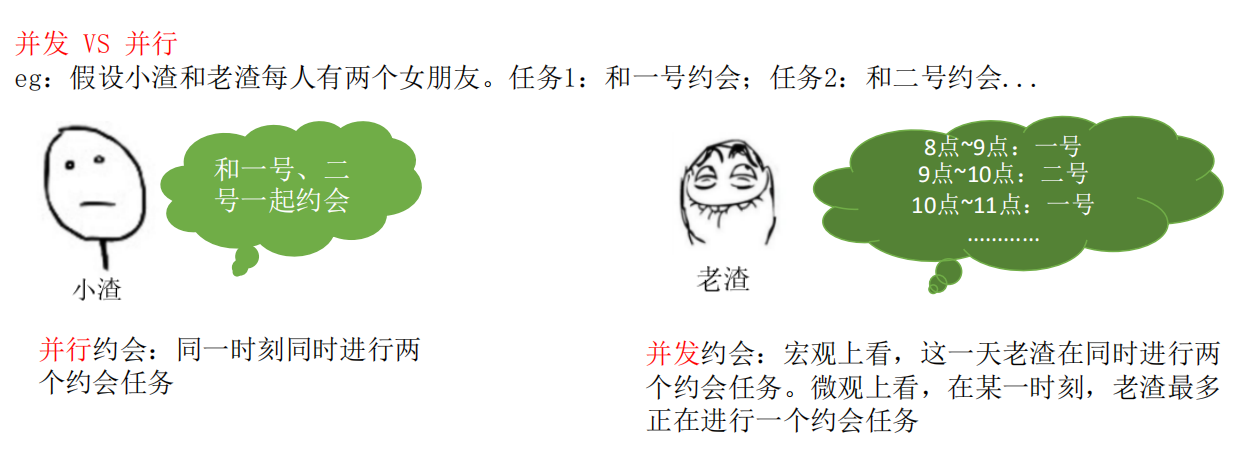 并发 VS 并行
eg：假设小渣和老渣每人有两个女朋友。任务1：和一号约会；任务2：和二号约会...
和一号、二
号一起约会
小渣
并行约会：同一时刻同时进行两
个约会任务
8点~9点：一号
9点~10点：二号
10点~11点：一号
............
老渣
并发约会：宏观上看，这一天老渣在同时进行两
个约会任务。微观上看，在某一时刻，老渣最多
正在进行一个约会任务